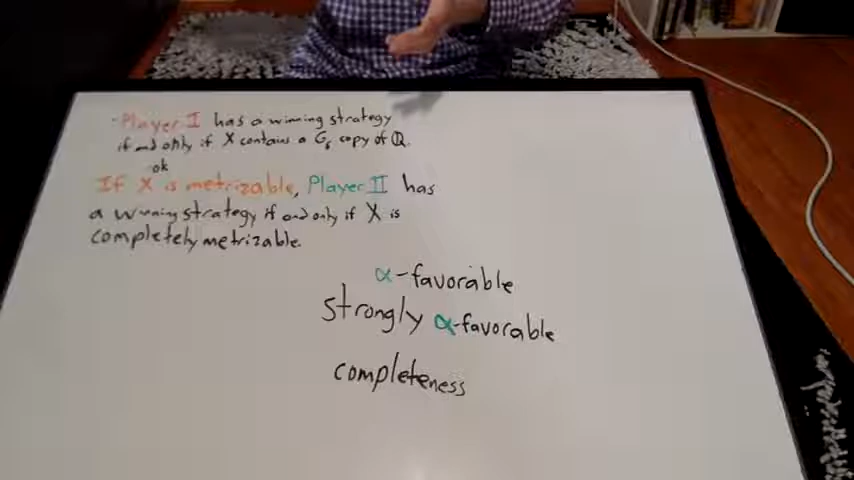 Player I has a winning strategy
if and only if X contains a Gδ copy of ℚ.
ok
If X is metrizable, Player II has
a winning strategy if and only if X is
completely metrizable.
α-favorable
strongly α-favorable
completeness